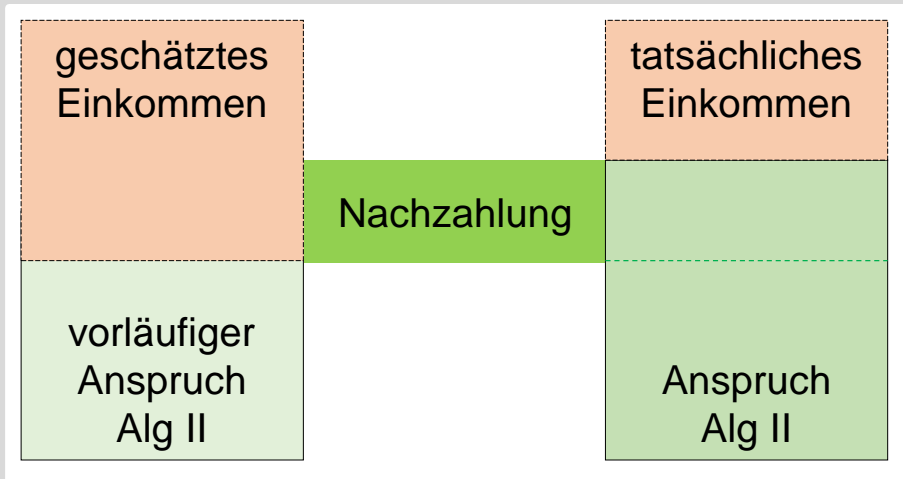 geschätztes
Einkommen
tatsächliches
Einkommen
Nachzahlung
vorläufiger
Anspruch
Alg II
Anspruch
Alg II